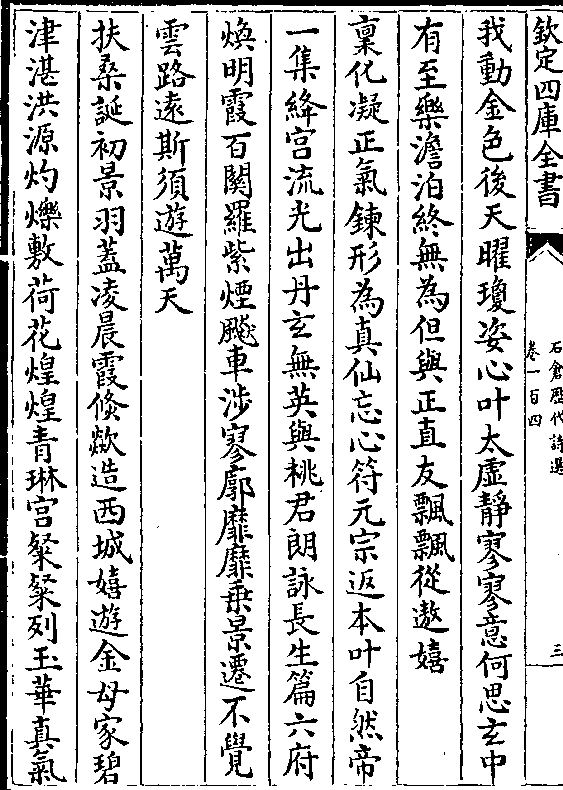 欽定四庫全書
石倉歷代詩選
卷一百四
三
我動金色後天曜瓊姿心叶太虛靜寥寥意何思玄中
有至樂澹泊終無為但與正直友飄飄從遨嬉
稟化凝正氣鍊形為真仙忘心符元宗返本叶自然帝
一集絳宮流光出丹玄無英與桃君朗詠長生篇六府
煥明霞百関羅紫煙飈車涉寥廓靡靡乘景遷不覺
雲路遠斯須遊萬天
扶桑誕初景羽蓋凌晨霞倐歘造西城嬉遊金母家碧
津湛洪源灼爍敷荷花煌煌青琳宮粲粲列玉華真氣